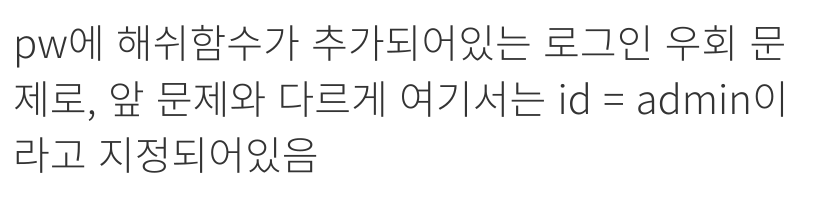 pw에 해쉬함수가 추가되어있는 로그인 우회 문
제로, 앞 문제와 다르게 여기서는 id = admin이
라고 지정되어있음